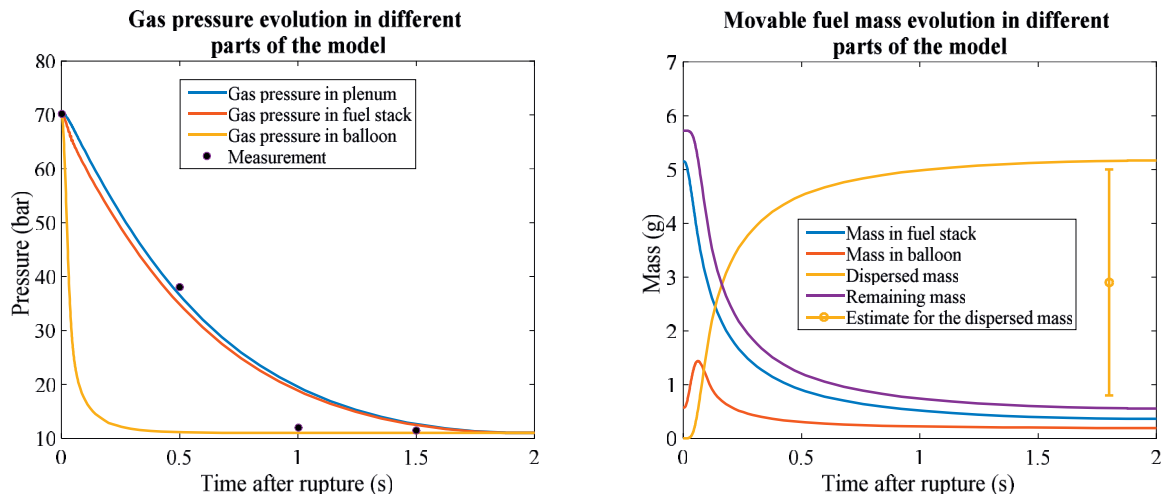 Gas pressure evolution in different
parts of the model
80
70
60
50
40
30
20
10
Pressure (bar)
Gas pressure in plenum
Gas pressure in fuel stack
Gas pressure in balloon
Measurement
0
0.5
1
1.5
2
Time after rupture (s)
Movable fuel mass evolution in different
parts of the model
7
6
5
4
3
2
1
0
Mass (g)
Mass in fuel stack
Mass in balloon
Dispersed mass
Remaining mass
Estimate for the dispersed mass
0
0.5
1
1.5
2
Time after rupture (s)